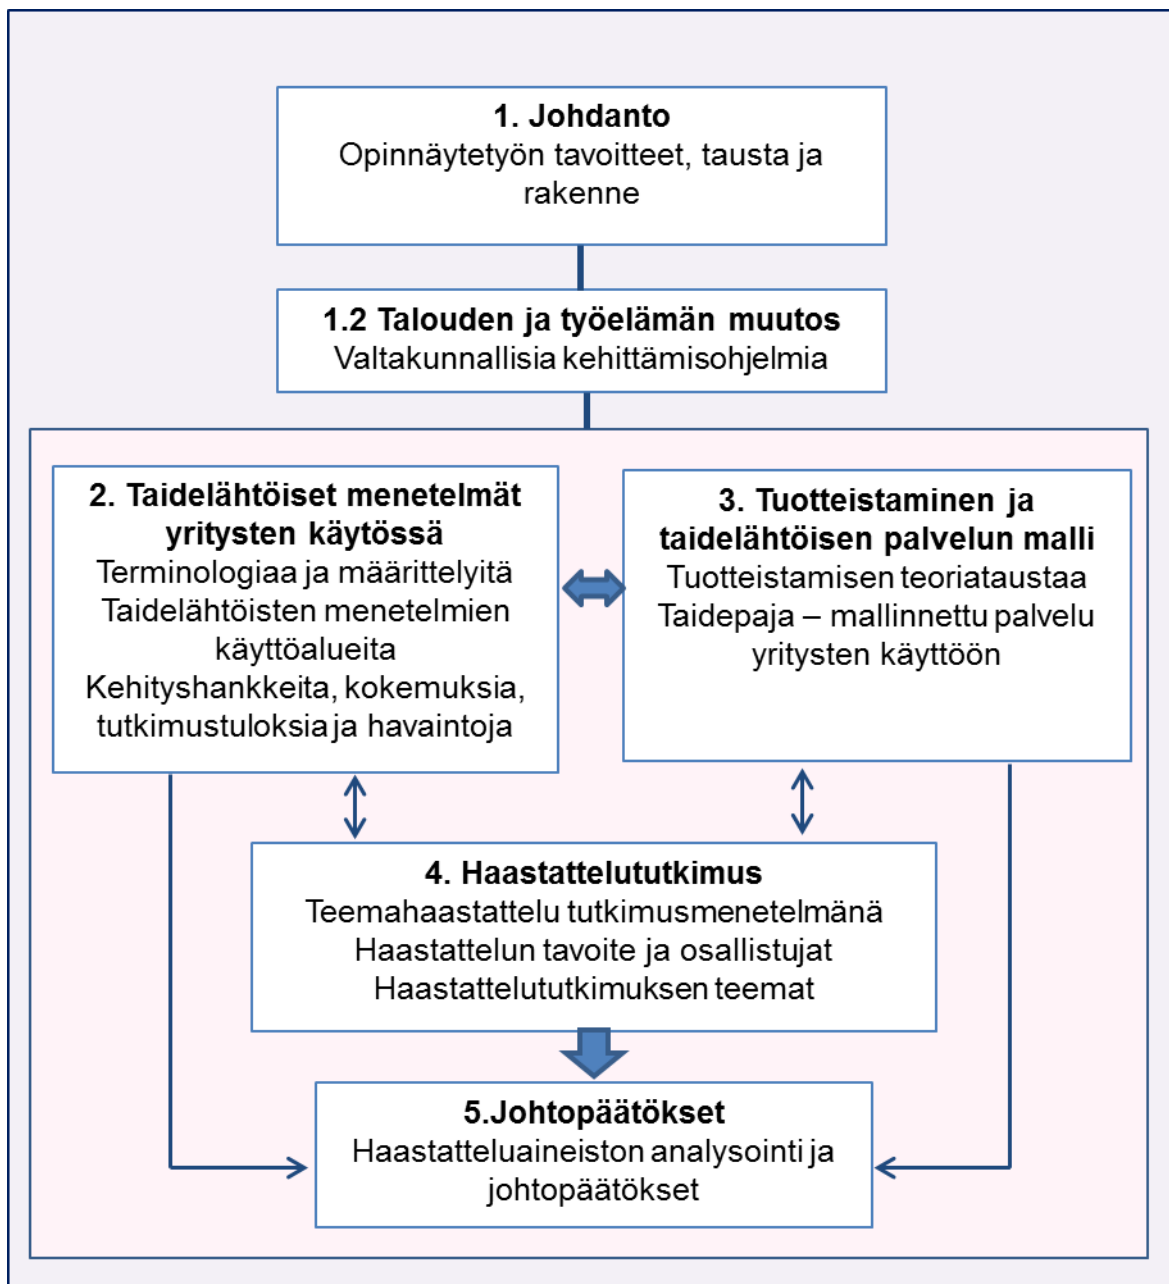 1. Johdanto
Opinnäytetyön tavoitteet, tausta ja
rakenne
1.2 Talouden ja työelämän muutos
Valtakunnallisia kehittämisohjelmia
2. Taidelähtöiset menetelmät
yritysten käytössä
Terminologiaa ja määrittelyitä
Taidelähtöisten menetelmien
käyttöalueita
Kehityshankkeita, kokemuksia,
tutkimustuloksia ja havaintoja
3. Tuotteistaminen ja
taidelähtöisen palvelun malli
Tuotteistamisen teoriataustaa
Taidepaja – mallinnettu palvelu
yritysten käyttöön
4. Haastattelututkimus
Teemahaastattelu tutkimusmenetelmänä
Haastattelun tavoite ja osallistujat
Haastattelututkimuksen teemat
5.Johtopäätökset
Haastatteluaineiston analysointi ja
johtopäätökset